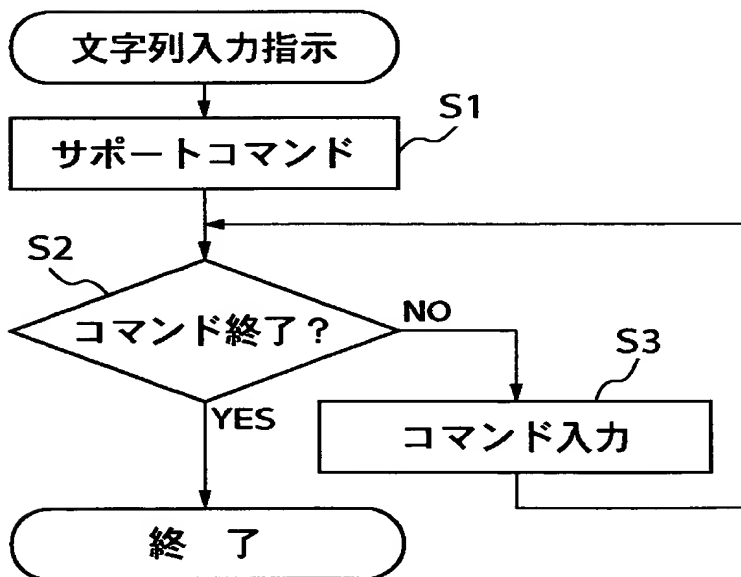 文字列入力指示
S1
サポートコマンド
S2
コマンド終了？
NO
S3
YES
コマンド入力
終 了